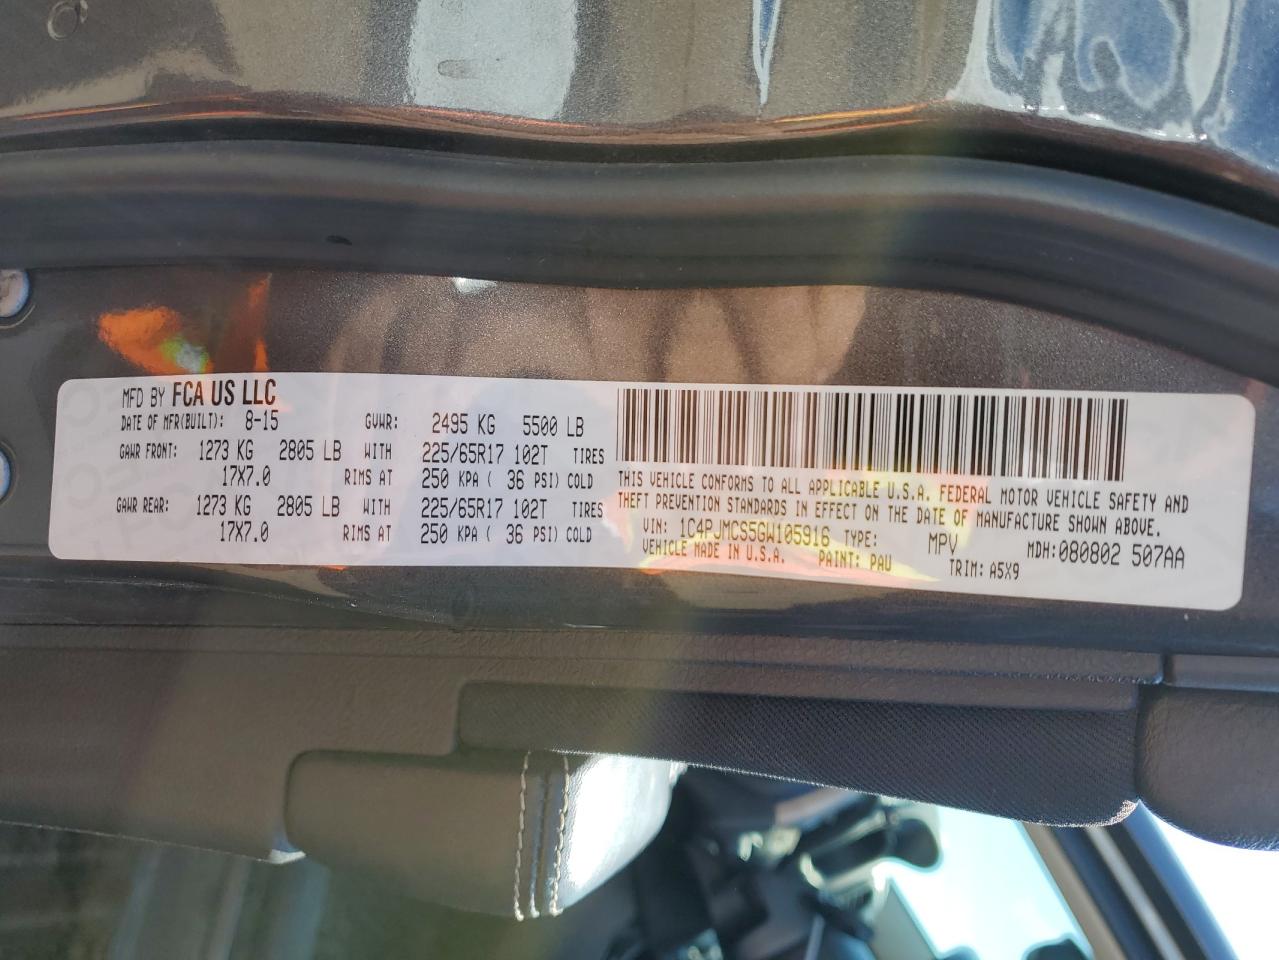 MFD BY FCA US LLC
DATE OF MFR(BUILT): 8-15 GVWR: 2495 KG 5500 LB
GAWR FRONT: 1273 KG 2805 LB WITH 225/65R17 102T TIRES
17X7.0 RIMS AT 250 KPA ( 36 PSI) COLD
GAWR REAR: 1273 KG 2805 LB WITH 225/65R17 102T TIRES
17X7.0 RIMS AT 250 KPA ( 36 PSI) COLD
THIS VEHICLE CONFORMS TO ALL APPLICABLE U.S.A. FEDERAL MOTOR VEHICLE SAFETY AND
THEFT PREVENTION STANDARDS IN EFFECT ON THE DATE OF MANUFACTURE SHOWN ABOVE.
VIN: 1C4PJMCS5GW105916 TYPE: MPV MDH:080802 507AA
VEHICLE MADE IN U.S.A. PAINT: PAU TRIM: A5X9